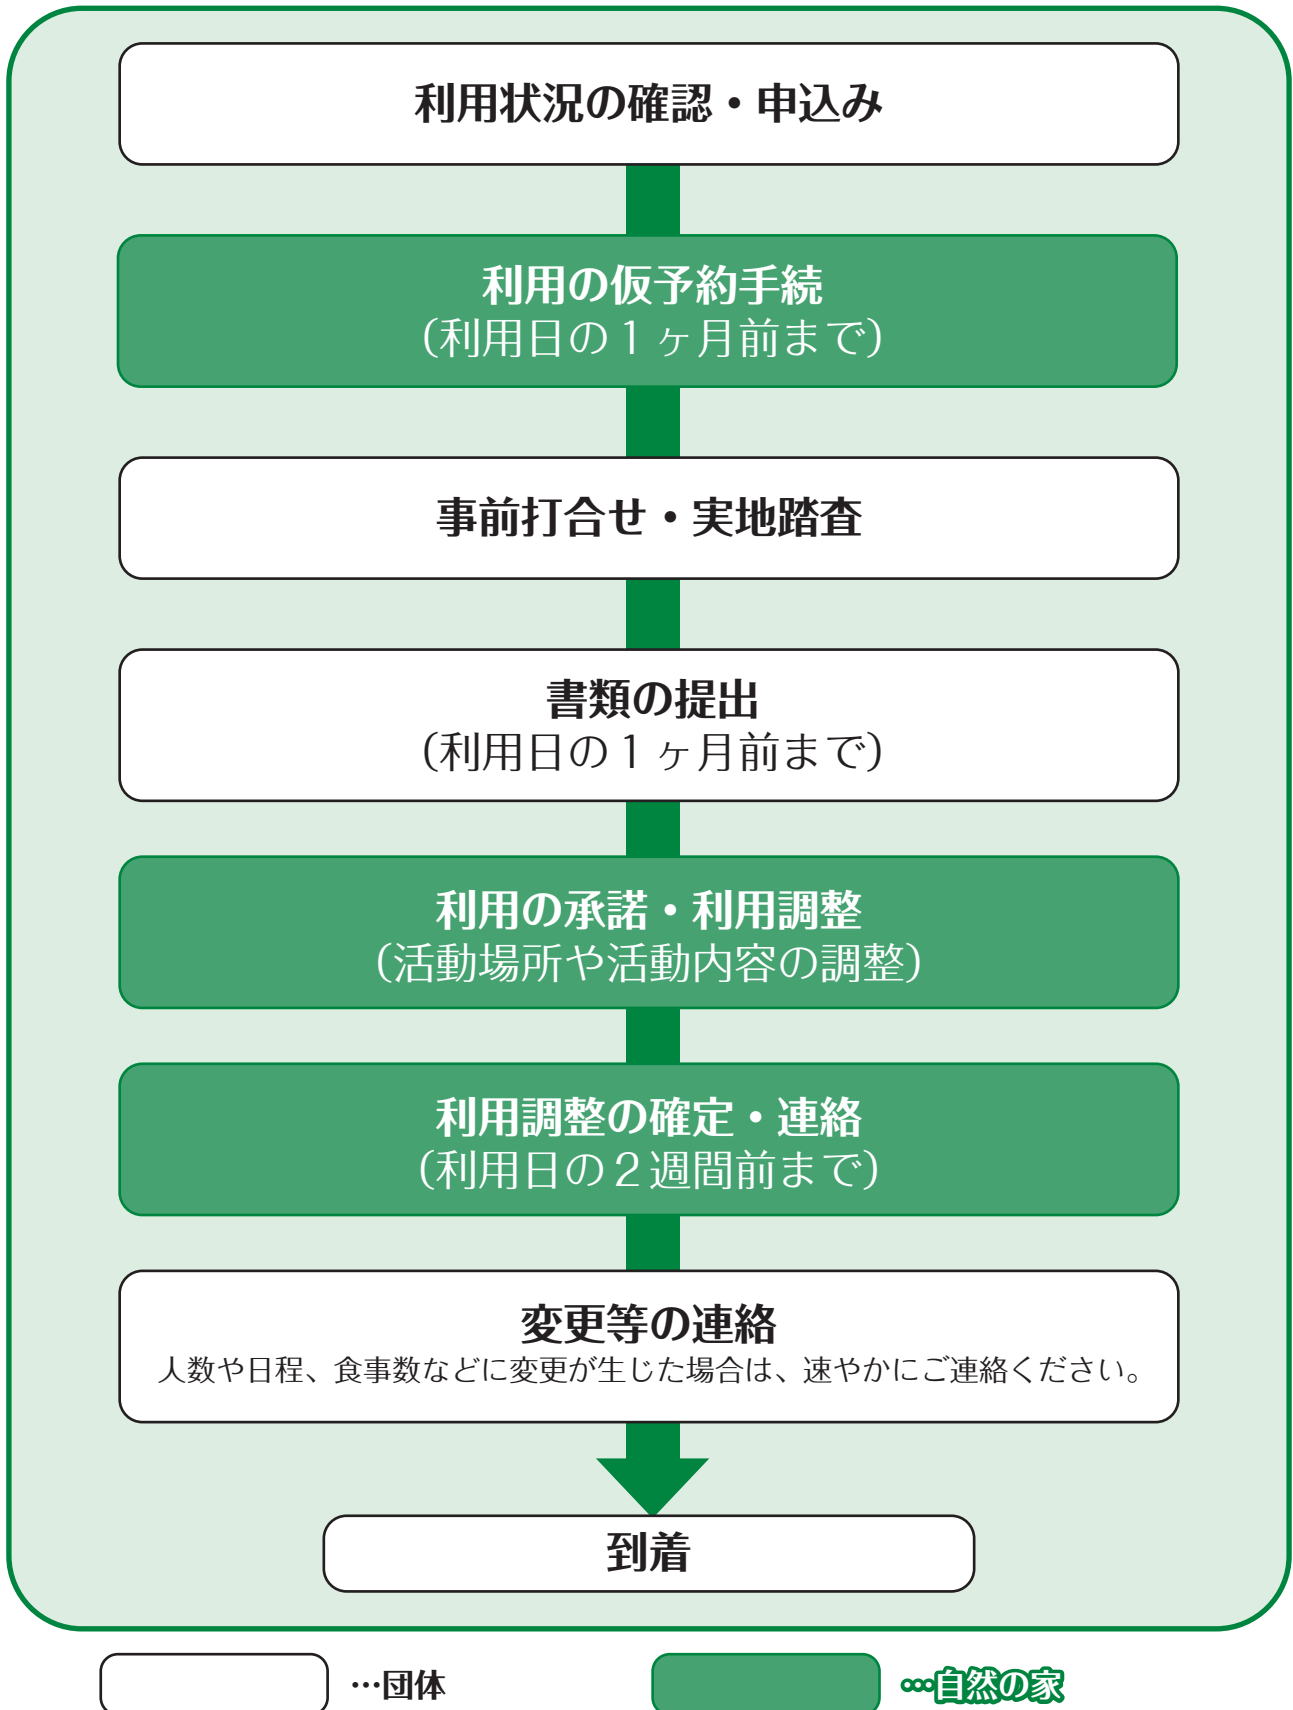 利用状況の確認・申込み
利用の仮予約手続
（利用日の１ヶ月前まで）
事前打合せ・実地踏査
書類の提出
（利用日の１ヶ月前まで）
利用の承諾・利用調整
（活動場所や活動内容の調整）
利用調整の確定・連絡
（利用日の２週間前まで）
変更等の連絡
人数や日程、食事数などに変更が生じた場合は、速やかにご連絡ください。
到着
…団体
…自然の家